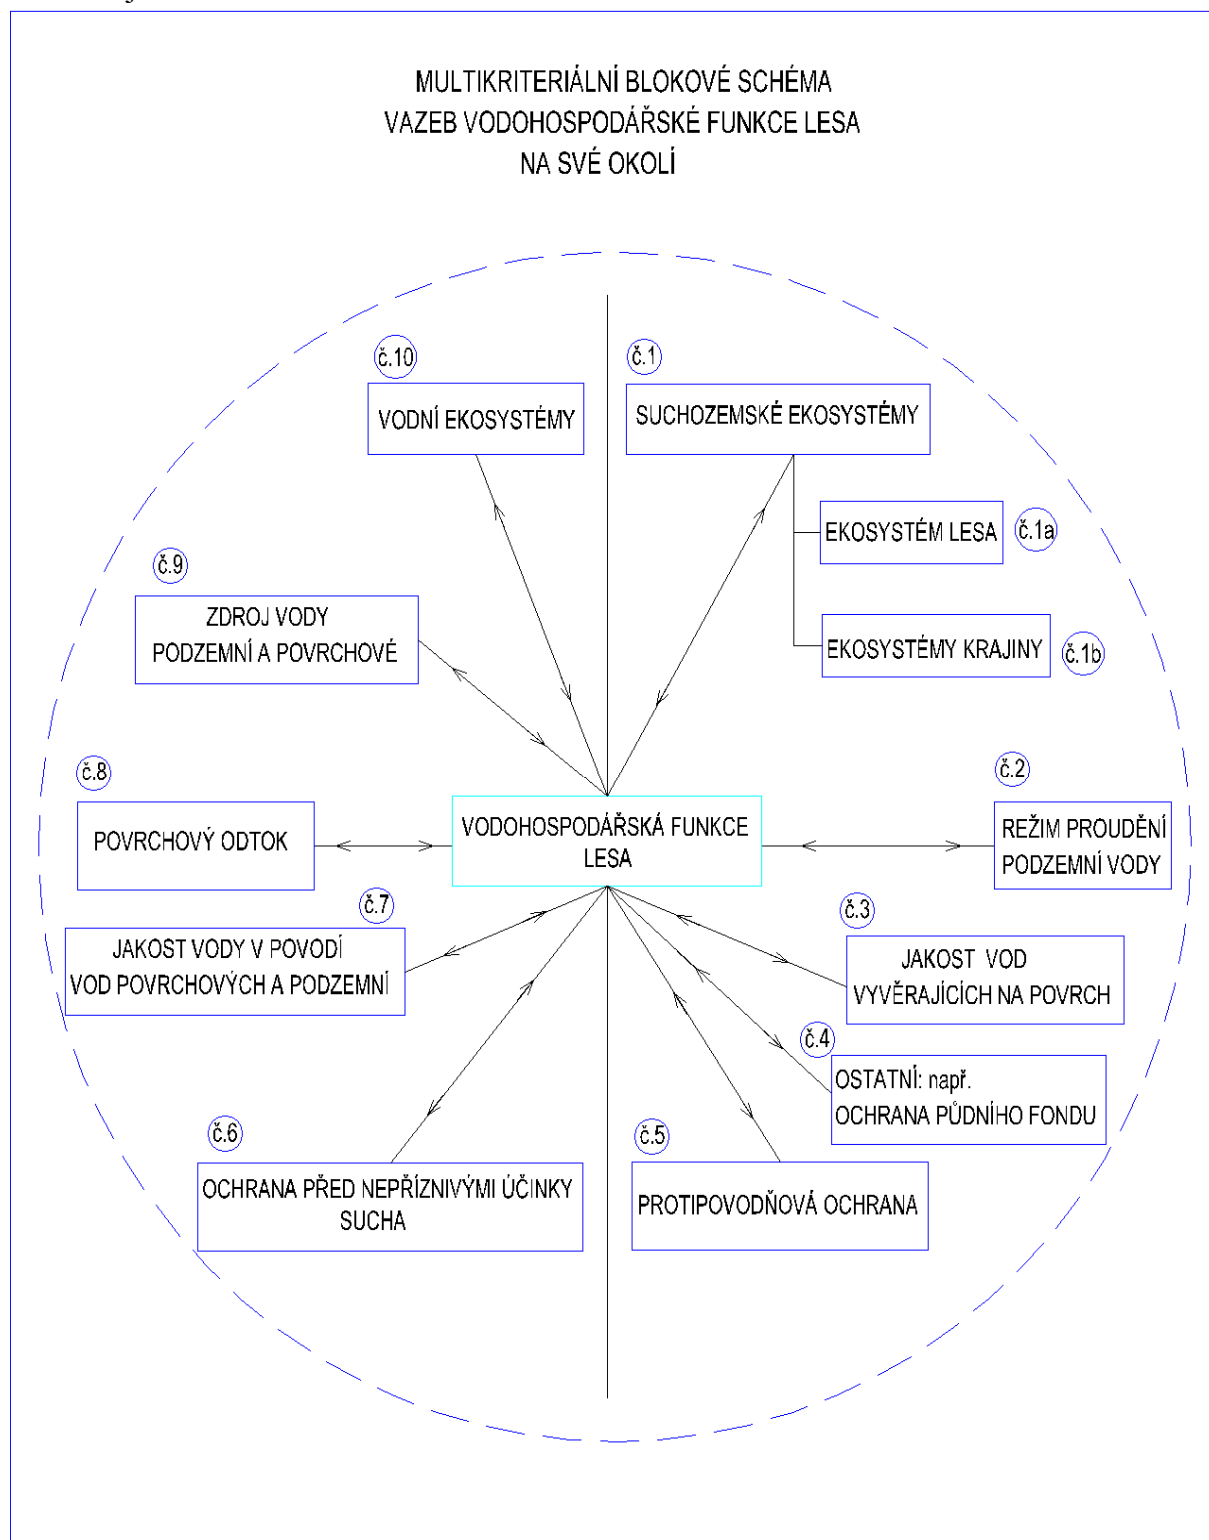 MULTIKRITERIÁLNÍ BLOKOVÉ SCHÉMA
VAZEB VODOHOSPODÁŘSKÉ FUNKCE LESA
NA SVÉ OKOLÍ
č.10
VODNÍ EKOSYSTÉMY
č.1
SUCHOZEMSKÉ EKOSYSTÉMY
EKOSYSTÉM LESA
č.1a
EKOSYSTÉMY KRAJINY
č.1b
č.9
ZDROJ VODY
PODZEMNÍ A POVRCHOVÉ
č.8
POVRCHOVÝ ODTOK
VODOHOSPODÁŘSKÁ FUNKCE
LESA
č.2
REŽIM PROUDĚNÍ
PODZEMNÍ VODY
č.7
JAKOST VODY V POVODÍ
VOD POVRCHOVÝCH A PODZEMNÍ
č.3
JAKOST VOD
VYVĚRAJÍCÍCH NA POVRCH
č.4
OSTATNÍ: např.
OCHRANA PŮDNÍHO FONDU
č.6
OCHRANA PŘED NEPŘÍZNIVÝMI ÚČINKY
SUCHA
č.5
PROTIPOVODŇOVÁ OCHRANA